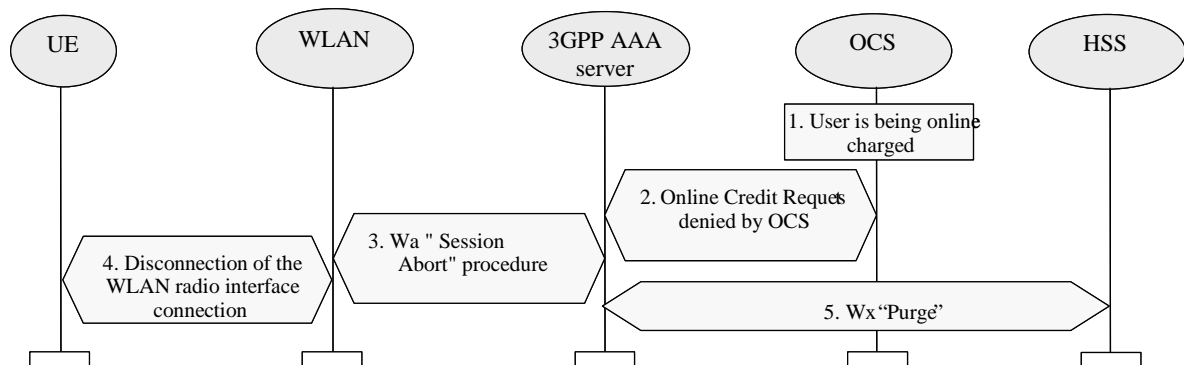 UE
WLAN
3GPP AAA
server
OCS
HSS
1. User is being online
charged
2. Online Credit Requets
denied by OCS
3. Wa " Session
Abort" procedure
4. Disconnection of the
WLAN radio interface
connection
5. Wx “Purge”